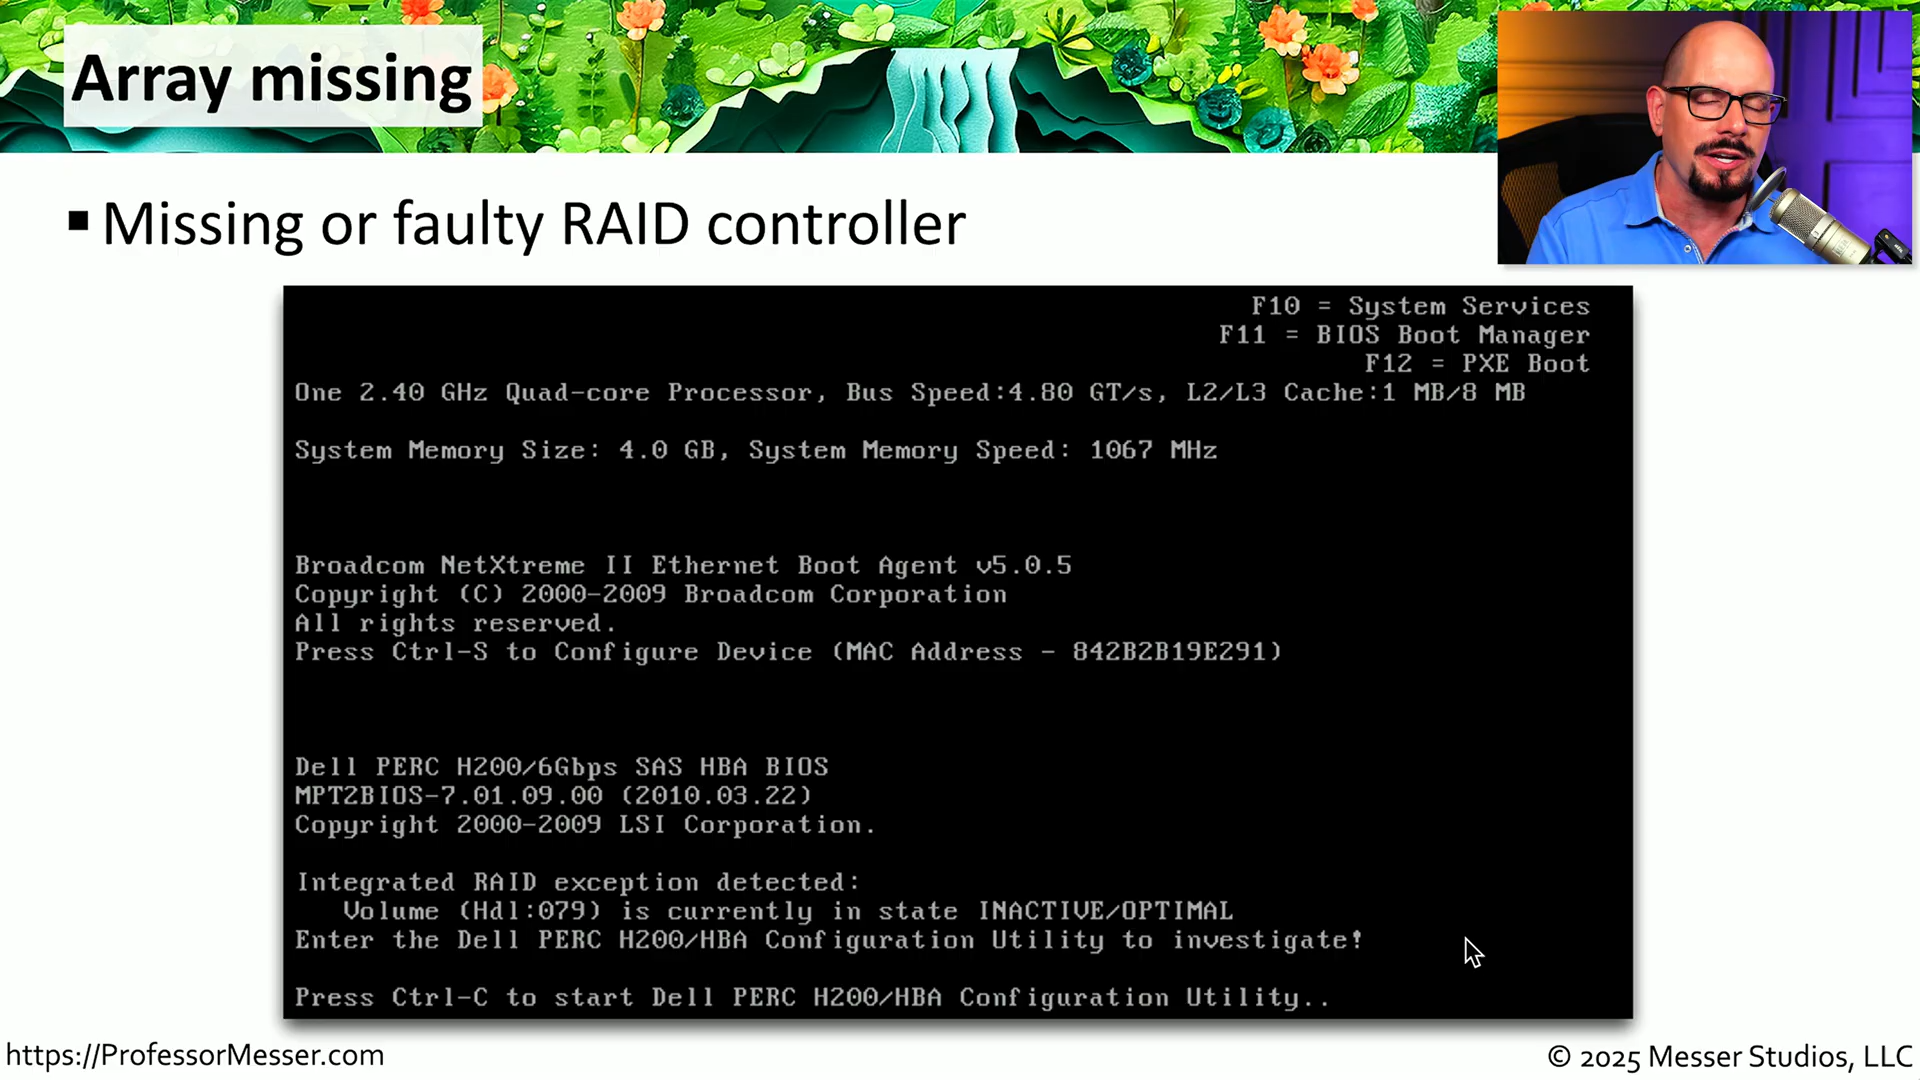 Array missing
▪ Missing or faulty RAID controller
F10 = System Services
F11 = BIOS Boot Manager
F12 = PXE Boot
One 2.40 GHz Quad-core Processor, Bus Speed:4.80 GT/s, L2/L3 Cache:1 MB/8 MB
System Memory Size: 4.0 GB, System Memory Speed: 1067 MHz
Broadcom NetXtreme II Ethernet Boot Agent v5.0.5
Copyright (C) 2000-2009 Broadcom Corporation
All rights reserved.
Press Ctrl-S to Configure Device (MAC Address - 842B2B19E291)
Dell PERC H200/6Gbps SAS HBA BIOS
MPT2BIOS-7.01.09.00 (2010.03.22)
Copyright 2000-2009 LSI Corporation.
Integrated RAID exception detected:
Volume (Hdl:079) is currently in state INACTIVE/OPTIMAL
Enter the Dell PERC H200/HBA Configuration Utility to investigate!
Press Ctrl-C to start Dell PERC H200/HBA Configuration Utility..
https://ProfessorMesser.com
© 2025 Messer Studios, LLC